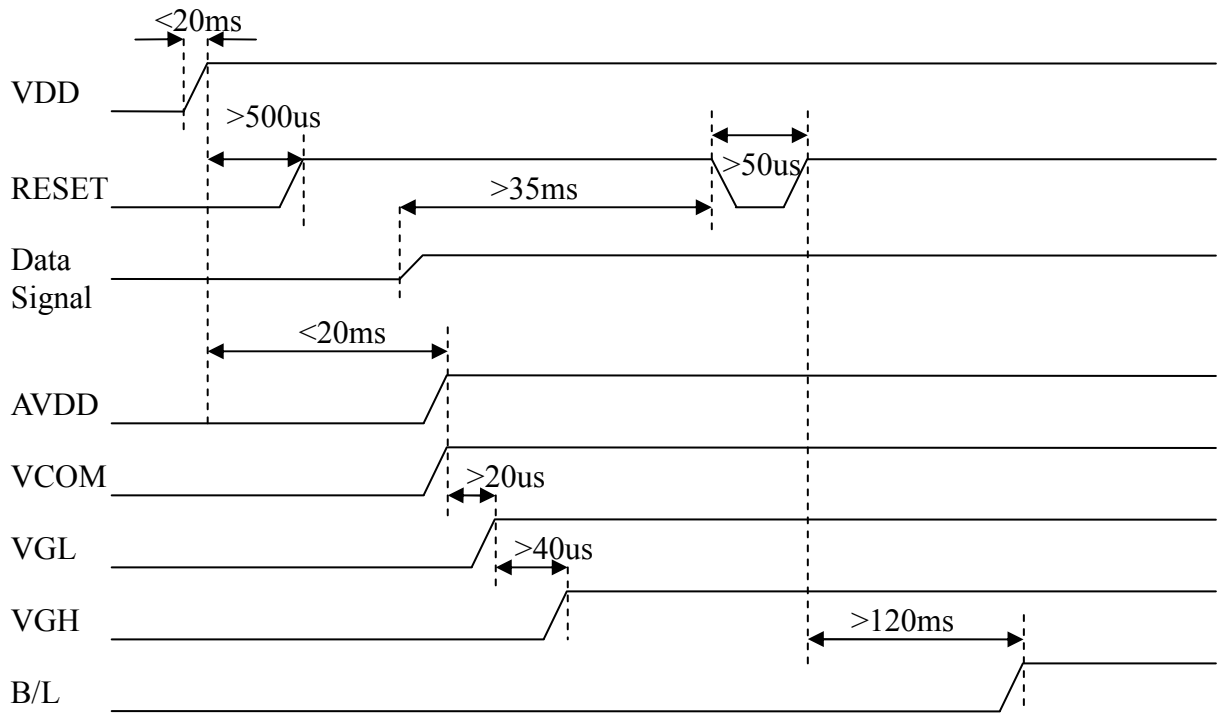 <20ms
VDD
>500us
>50us
RESET
>35ms
Data
Signal
<20ms
AVDD
VCOM
>20us
VGL
>40us
VGH
>120ms
B/L